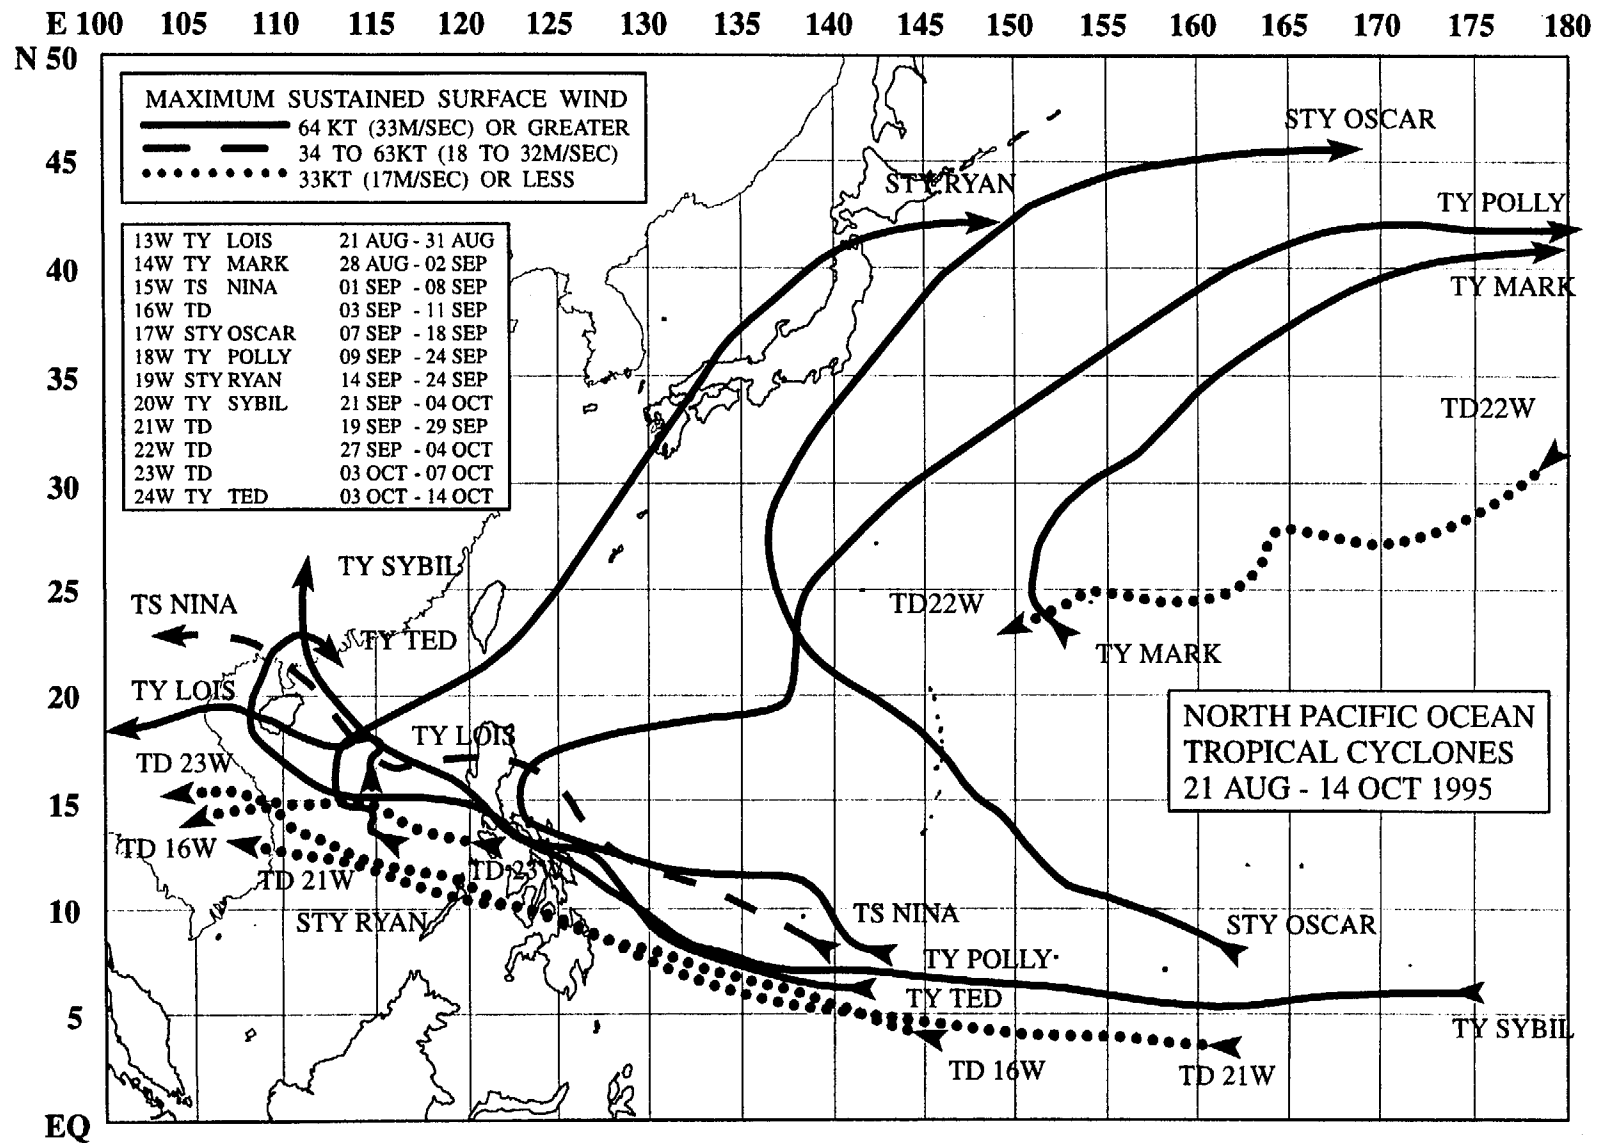 E 100 105 110 115 120 125 130 135 140 145 150 155 160 165 170 175 180
N 50
MAXIMUM SUSTAINED SURFACE WIND
64 KT (33M/SEC) OR GREATER
34 TO 63KT (18 TO 32M/SEC)
33KT (17M/SEC) OR LESS
STY OSCAR
45
STY RYAN
TY POLLY
13W TY LOIS 21 AUG - 31 AUG
14W TY MARK 28 AUG - 02 SEP
15W TS NINA 01 SEP - 08 SEP
16W TD 03 SEP - 11 SEP
17W STY OSCAR 07 SEP - 18 SEP
18W TY POLLY 09 SEP - 24 SEP
19W STY RYAN 14 SEP - 24 SEP
20W TY SYBIL 21 SEP - 04 OCT
21W TD 19 SEP - 29 SEP
22W TD 27 SEP - 04 OCT
23W TD 03 OCT - 07 OCT
24W TY TED 03 OCT - 14 OCT
40
TY MARK
35
TD22W
30
TY SYBIL
25
TS NINA
TD22W
TY TED
TY MARK
20
TY LOIS
TY LOIS
NORTH PACIFIC OCEAN
TROPICAL CYCLONES
21 AUG - 14 OCT 1995
TD 23W
15
TD 16W
TD 23W
TD 21W
10
STY RYAN
TS NINA
STY OSCAR
TY POLLY
TY TED
5
TY SYBIL
TD 16W
TD 21W
EQ